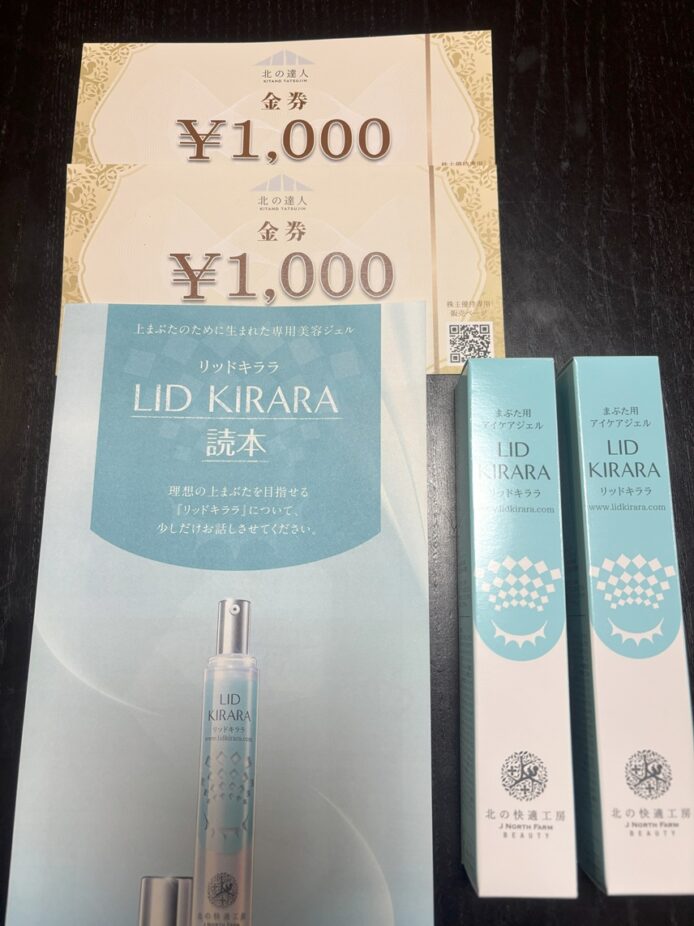 北の達人
KITANO TATSUJIN
金券
¥1,000
株主優待専用
北の達人
KITANO TATSUJIN
金券
¥1,000
株主優待専用
販売ページ
上まぶたのために生まれた専用美容ジェル
リッドキララ
LID KIRARA
読本
理想の上まぶたを目指せる
『リッドキララ』について、
少しだけお話しさせてください。
LID
KIRARA
リッドキララ
www.lidkirara.com
北の快適工房
J NORTH FARM
まぶた用
アイケアジェル
LID
KIRARA
リッドキララ
www.lidkirara.com
北の快適工房
J NORTH FARM
BEAUTY
まぶた用
アイケアジェル
LID
KIRARA
リッドキララ
www.lidkirara.com
北の快適工房
J NORTH FARM
BEAUTY